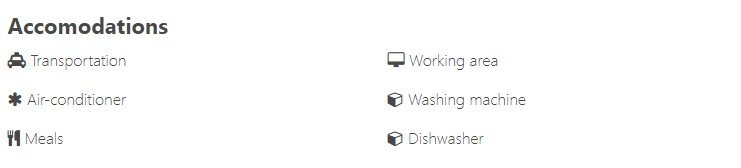 Accomodations
Transportation
Working area
Air-conditioner
Washing machine
Meals
Dishwasher